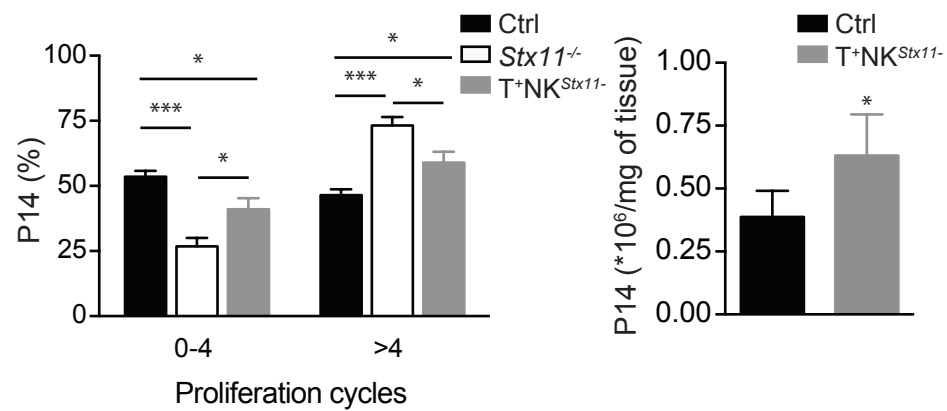 Ctrl
Stx11-/-
T+NKStx11-
100
75
50
25
0
P14 (%)
*
***
*
*
***
*
0-4
>4
Proliferation cycles
Ctrl
T+NKStx11-
1.00
0.75
0.50
0.25
0.00
P14 (*10⁶/mg of tissue)
*